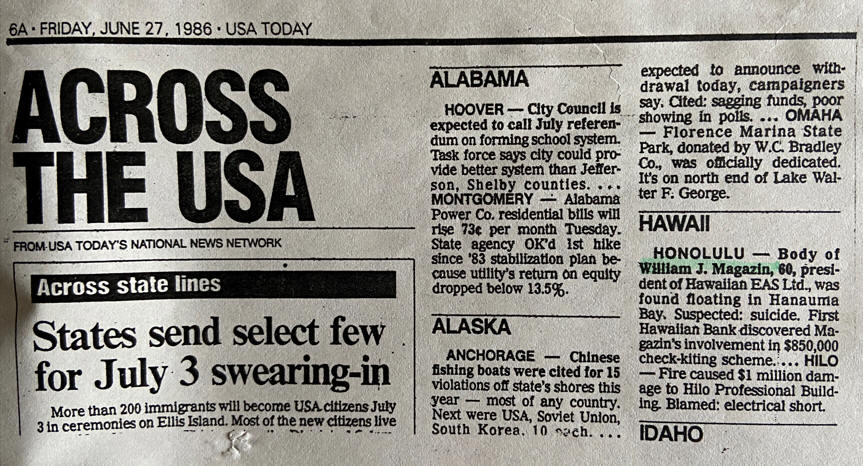 6A · FRIDAY, JUNE 27, 1986 · USA TODAY
ACROSS
THE USA
FROM USA TODAY'S NATIONAL NEWS NETWORK
Across state lines
States send select few
for July 3 swearing-in
More than 200 immigrants will become USA citizens July
3 in ceremonies on Ellis Island. Most of the new citizens live
ALABAMA
HOOVER — City Council is
expected to call July referen-
dum on forming school system.
Task force says city could pro-
vide better system than Jeffer-
son, Shelby counties. ...
MONTGOMERY — Alabama
Power Co. residential bills will
rise 73¢ per month Tuesday.
State agency OK'd 1st hike
since '83 stabilization plan be-
cause utility's return on equity
dropped below 13.5%.
ALASKA
ANCHORAGE — Chinese
fishing boats were cited for 15
violations off state's shores this
year — most of any country.
Next were USA, Soviet Union,
South Korea, 10 each. ...
expected to announce with-
drawal today, campaigners
say. Cited: sagging funds, poor
showing in polls. ... OMAHA
— Florence Marina State
Park, donated by W.C. Bradley
Co., was officially dedicated.
It's on north end of Lake Wal-
ter F. George.
HAWAII
HONOLULU — Body of
William J. Magazin, 60, presi-
dent of Hawaiian EAS Ltd., was
found floating in Hanauma
Bay. Suspected: suicide. First
Hawaiian Bank discovered Ma-
gazin's involvement in $850,000
check-kiting scheme. ... HILO
— Fire caused $1 million dam-
age to Hilo Professional Build-
ing. Blamed: electrical short.
IDAHO